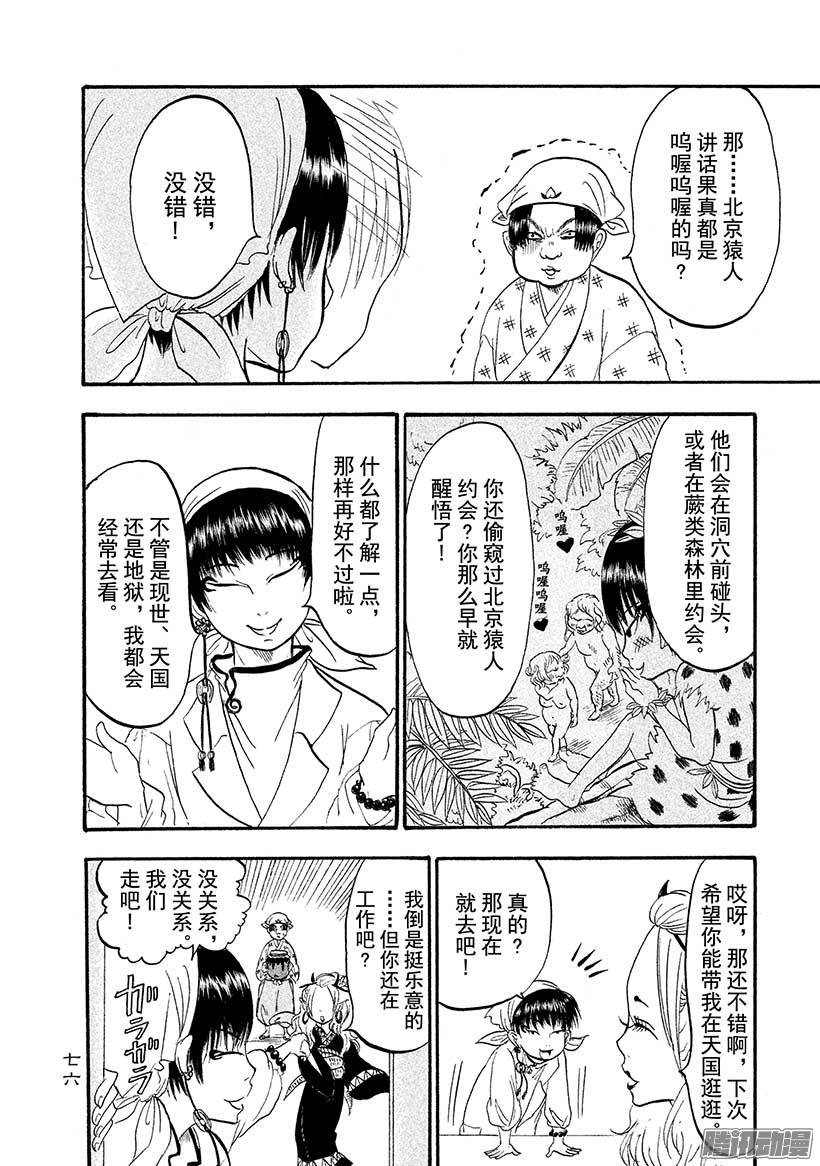 那……北京猿人
讲话果真都是
呜喔呜喔的吗？
没错，
没错！
他们会在洞穴前碰头，
或者在蕨类森林里约会。
呜喔
呜喔呜喔
你还偷窥过北京猿人
约会？你那么早就
醒悟了！
什么都了解一点，
那样再好不过啦。
不管是现世、天国
还是地狱，我都会
经常去看。
哎呀，那还不错啊，下次
希望你能带我在天国逛逛。
真的？
那现在
就去吧！
我倒是挺乐意的
……但你还在
工作吧？
没关系，
没关系。
我们
走吧！
ガラガラ
七六
腾讯动漫